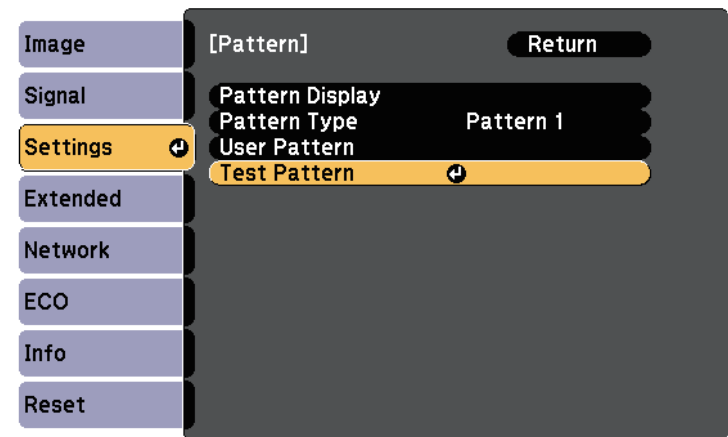 Image
Signal
Settings
Extended
Network
ECO
Info
Reset
[Pattern] Return
Pattern Display
Pattern Type Pattern 1
User Pattern
Test Pattern